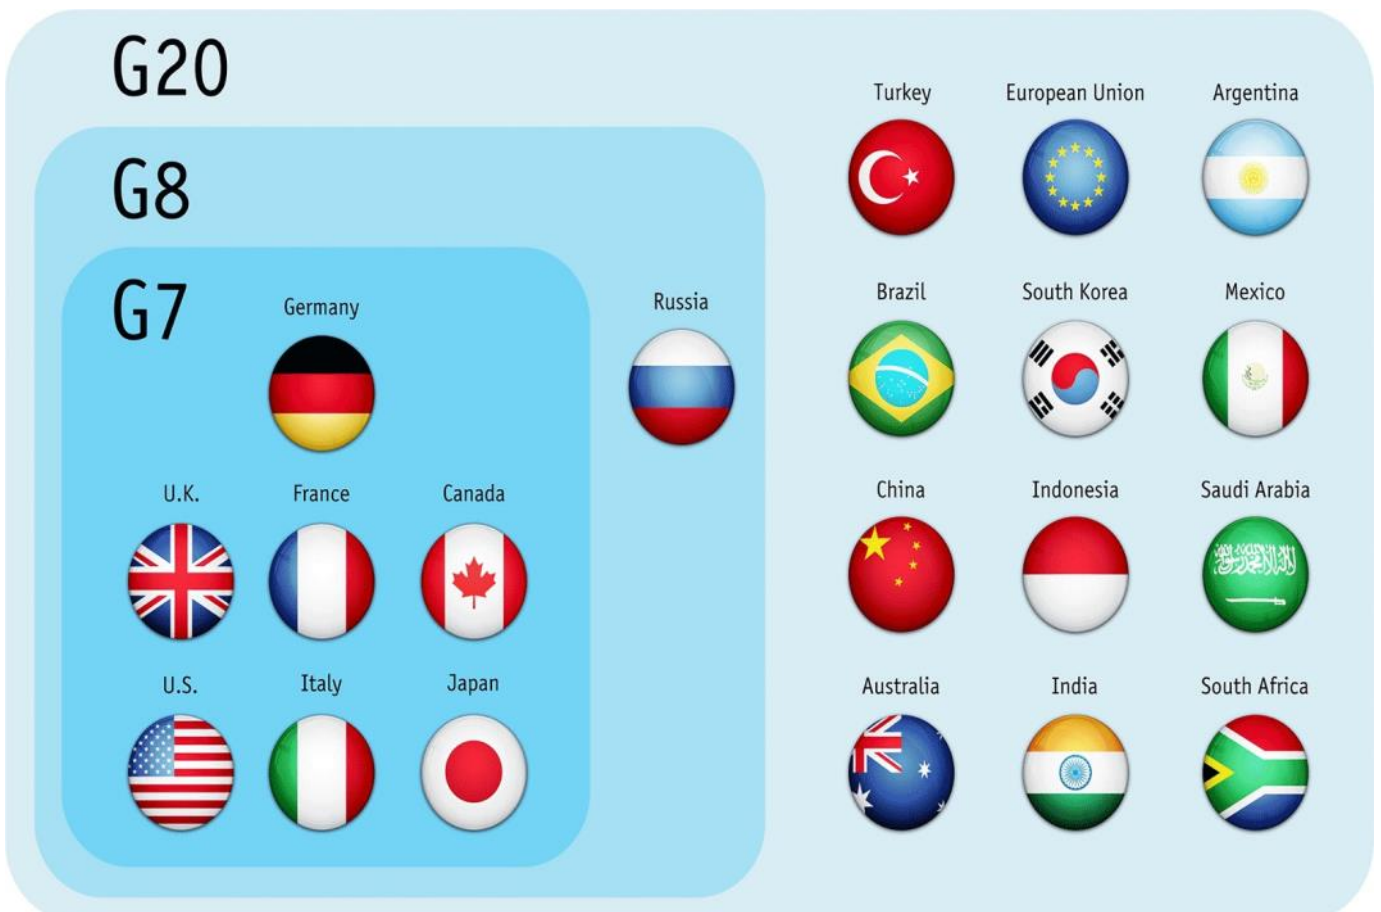 G20
G8
G7
Germany
U.K.
France
Canada
U.S.
Italy
Japan
Russia
Turkey
European Union
Argentina
Brazil
South Korea
Mexico
China
Indonesia
Saudi Arabia
Australia
India
South Africa